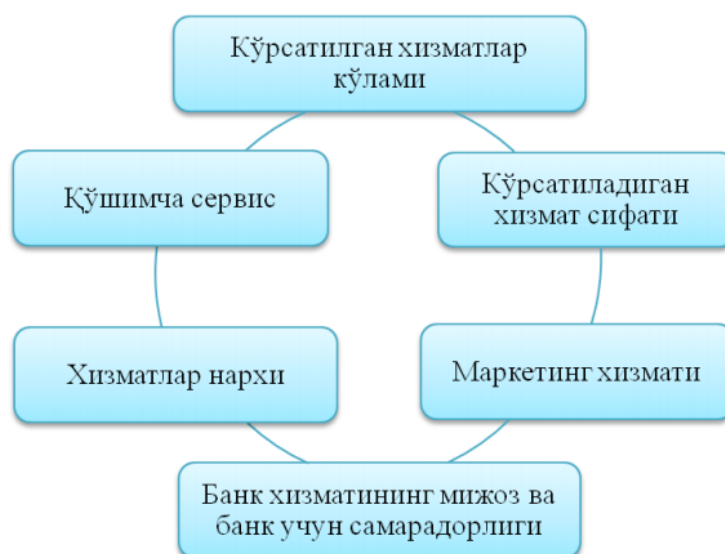 Кўрсатилган хизматлар
кўлами
Қўшимча сервис
Кўрсатиладиган
хизмат сифати
Хизматлар нархи
Маркетинг хизмати
Банк хизматининг мижоз ва
банк учун самарадорлиги